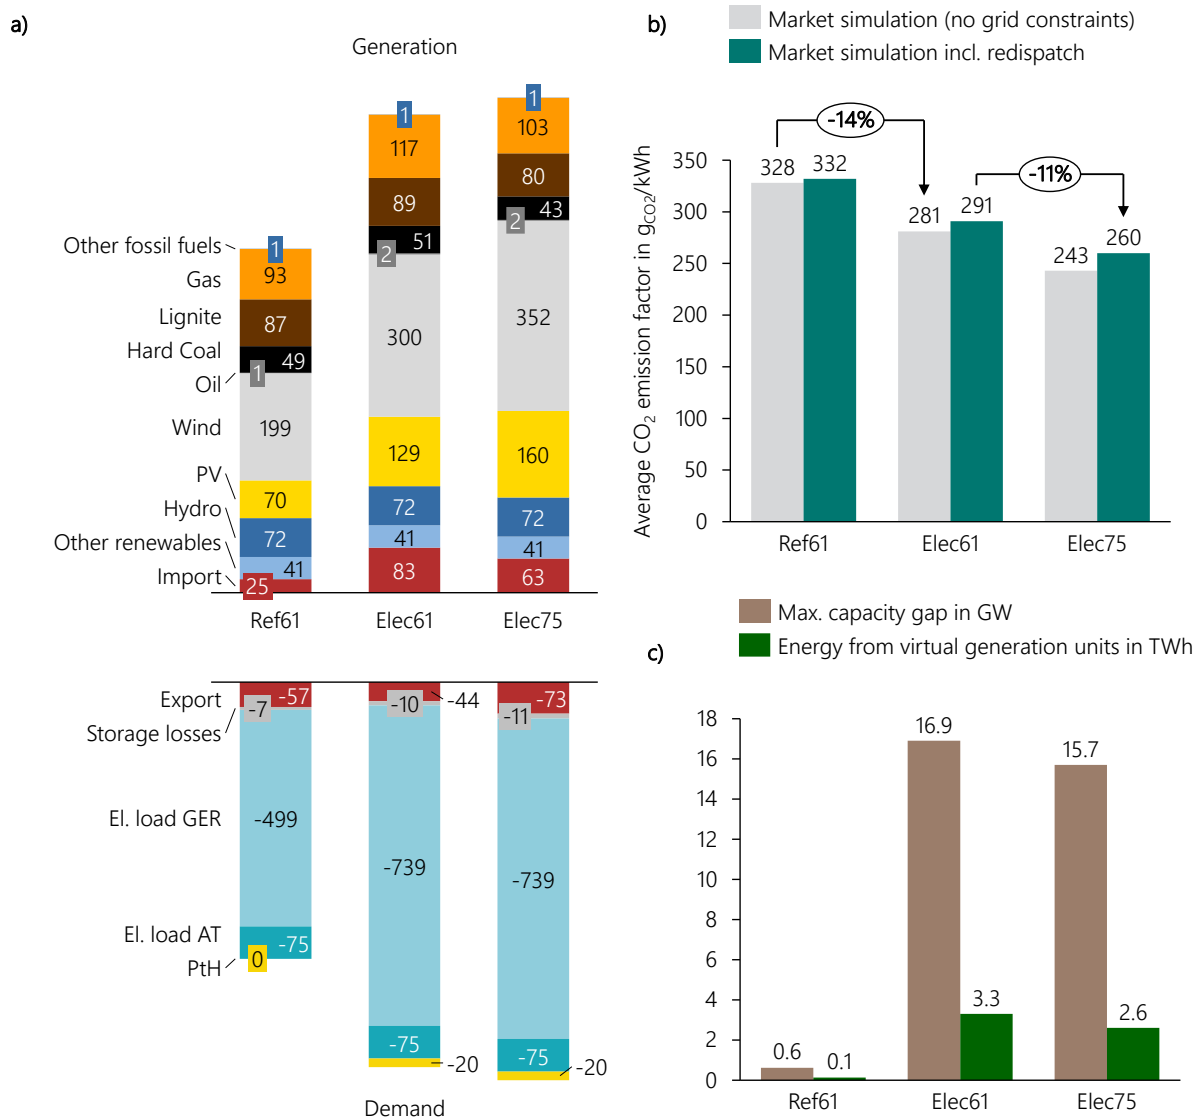 a)
Generation
Other fossil fuels
Gas
Lignite
Hard Coal
Oil
Wind
PV
Hydro
Other renewables
Import
1
93
87
49
1
199
70
72
41
25
1
117
89
51
2
300
129
72
41
83
1
103
80
43
2
352
160
72
41
63
Ref61 Elec61 Elec75
Export
Storage losses
El. load GER
El. load AT
PtH
-57
-7
-499
-75
0
-44
-10
-739
-75
-20
-73
-11
-739
-75
-20
Demand
b)
Market simulation (no grid constraints)
Market simulation incl. redispatch
Average CO2 emission factor in gCO2/kWh
350
300
250
200
150
100
50
0
-14%
-11%
328 332
281 291
243 260
Ref61 Elec61 Elec75
c)
Max. capacity gap in GW
Energy from virtual generation units in TWh
18
16
14
12
10
8
6
4
2
0
0.6 0.1
16.9 3.3
15.7 2.6
Ref61 Elec61 Elec75